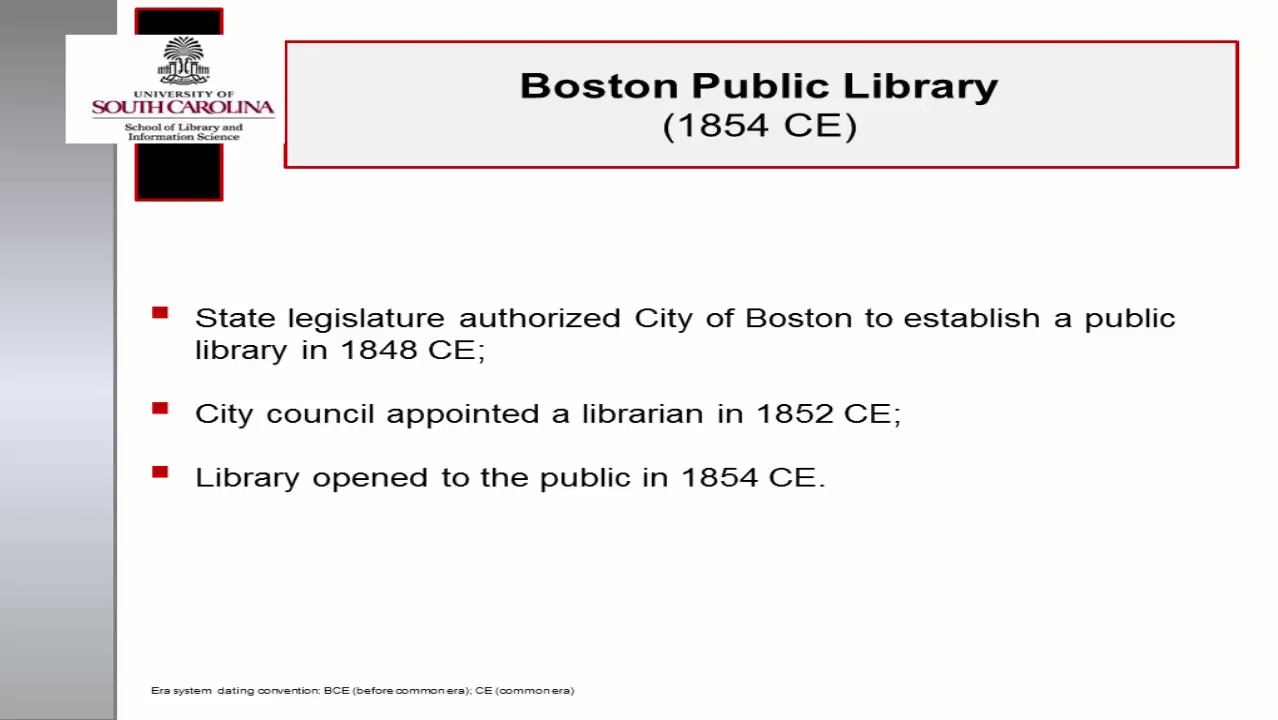 UNIVERSITY OF
SOUTH CAROLINA
School of Library and
Information Science
Boston Public Library
(1854 CE)
State legislature authorized City of Boston to establish a public
library in 1848 CE;
City council appointed a librarian in 1852 CE;
Library opened to the public in 1854 CE.
Era system dating convention: BCE (before common era); CE (common era)